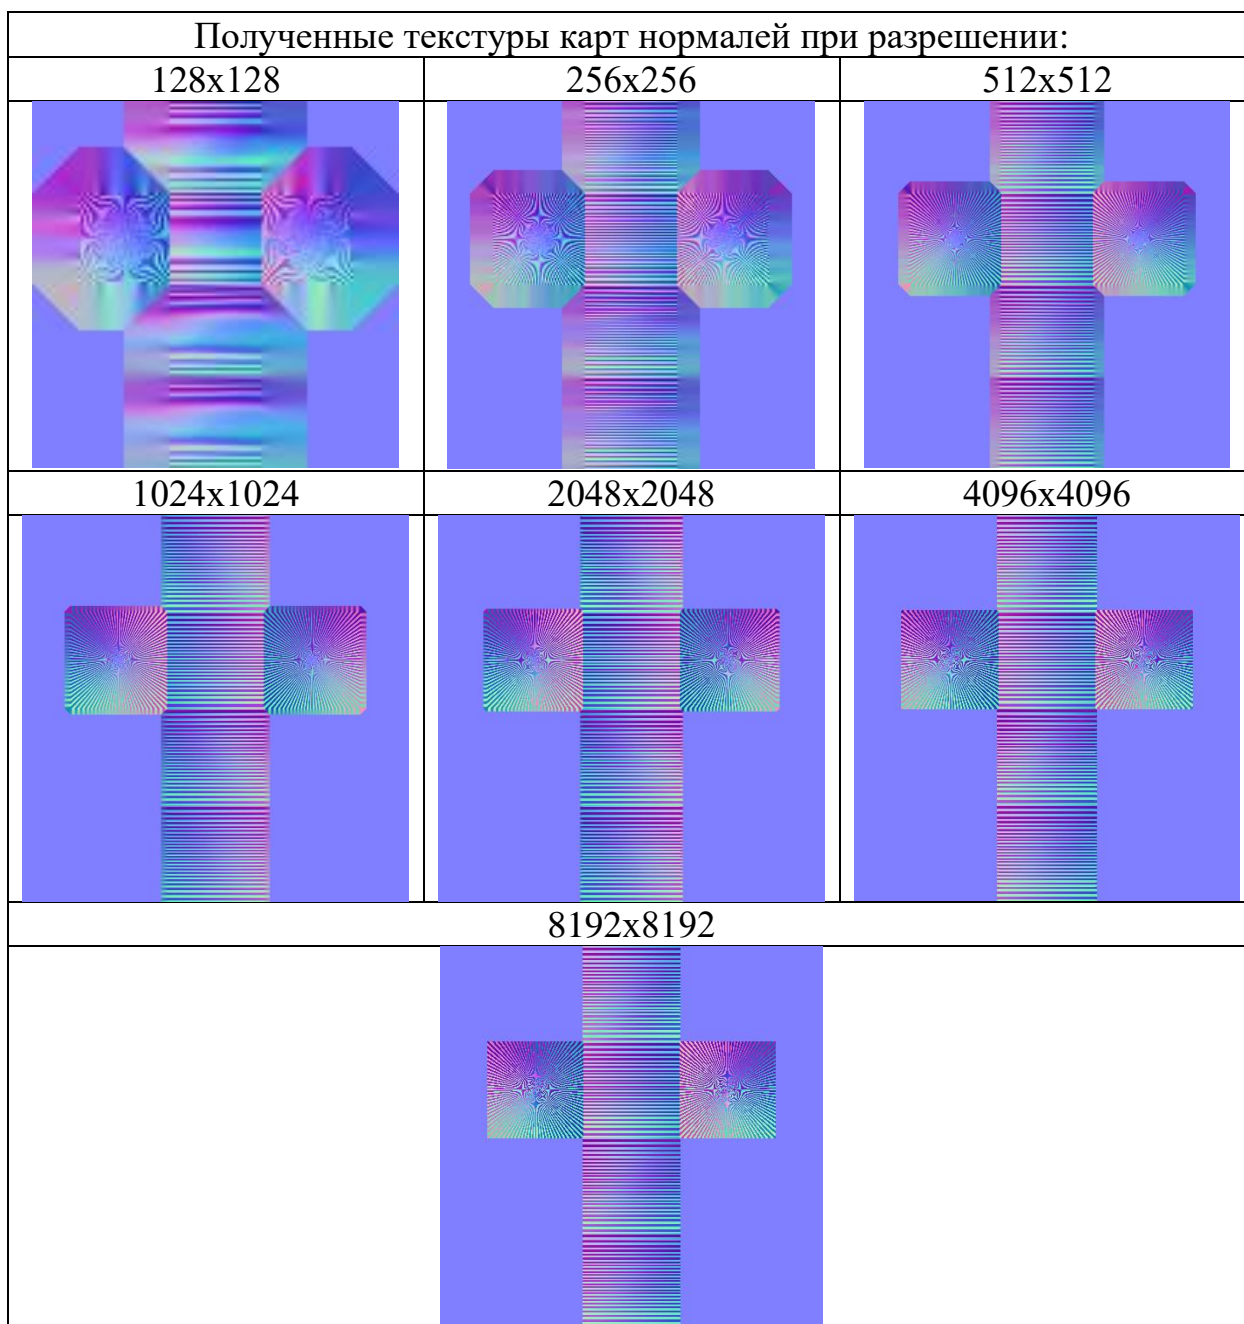 Полученные текстуры карт нормалей при разрешении:
128x128 256x256 512x512
1024x1024 2048x2048 4096x4096
8192x8192